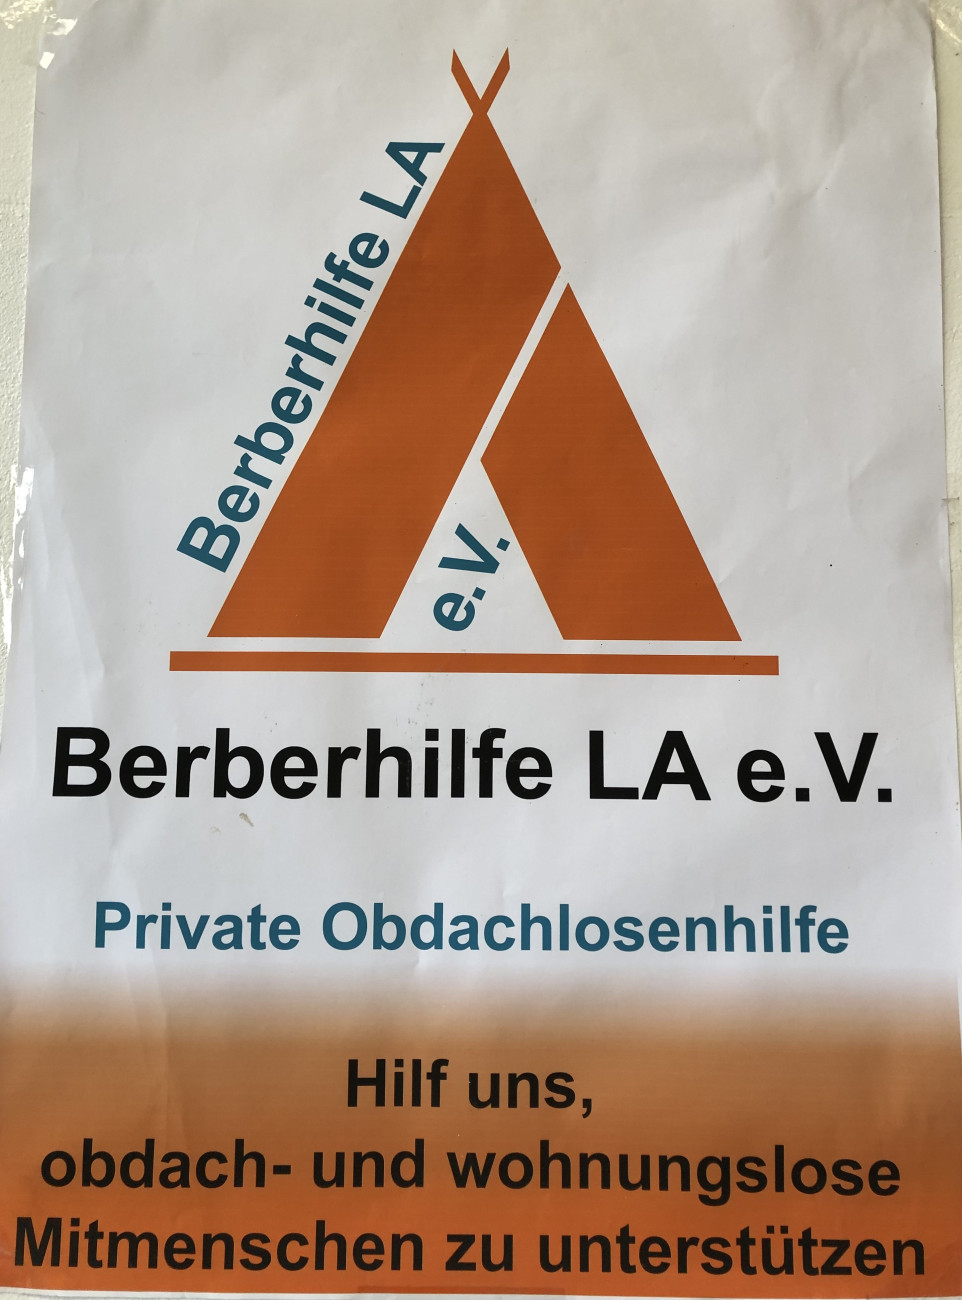 Berberhilfe LA
e.V.
Berberhilfe LA e.V.
Private Obdachlosenhilfe
Hilf uns,
obdach- und wohnungslose
Mitmenschen zu unterstützen